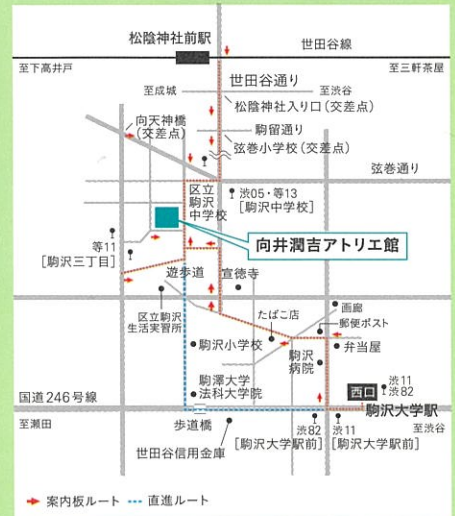 松陰神社前駅
世田谷線
至下高井戸
至三軒茶屋
世田谷通り
至成城
至渋谷
松陰神社入り口(交差点)
向天神橋
(交差点)
駒留通り
弦巻小学校(交差点)
弦巻通り
区立
駒沢
中学校
渋05・等13
[駒沢中学校]
向井潤吉アトリエ館
等11
[駒沢三丁目]
遊歩道
宣徳寺
区立駒沢
生活実習所
たばこ店
画廊
郵便ポスト
駒沢小学校
駒沢
病院
弁当屋
駒澤大学
法科大学院
西口
渋11
渋82
国道246号線
駒沢大学駅
至瀬田
至渋谷
歩道橋
世田谷信用金庫
渋82
[駒沢大学駅前]
渋11
[駒沢大学駅前]
案内板ルート
直進ルート